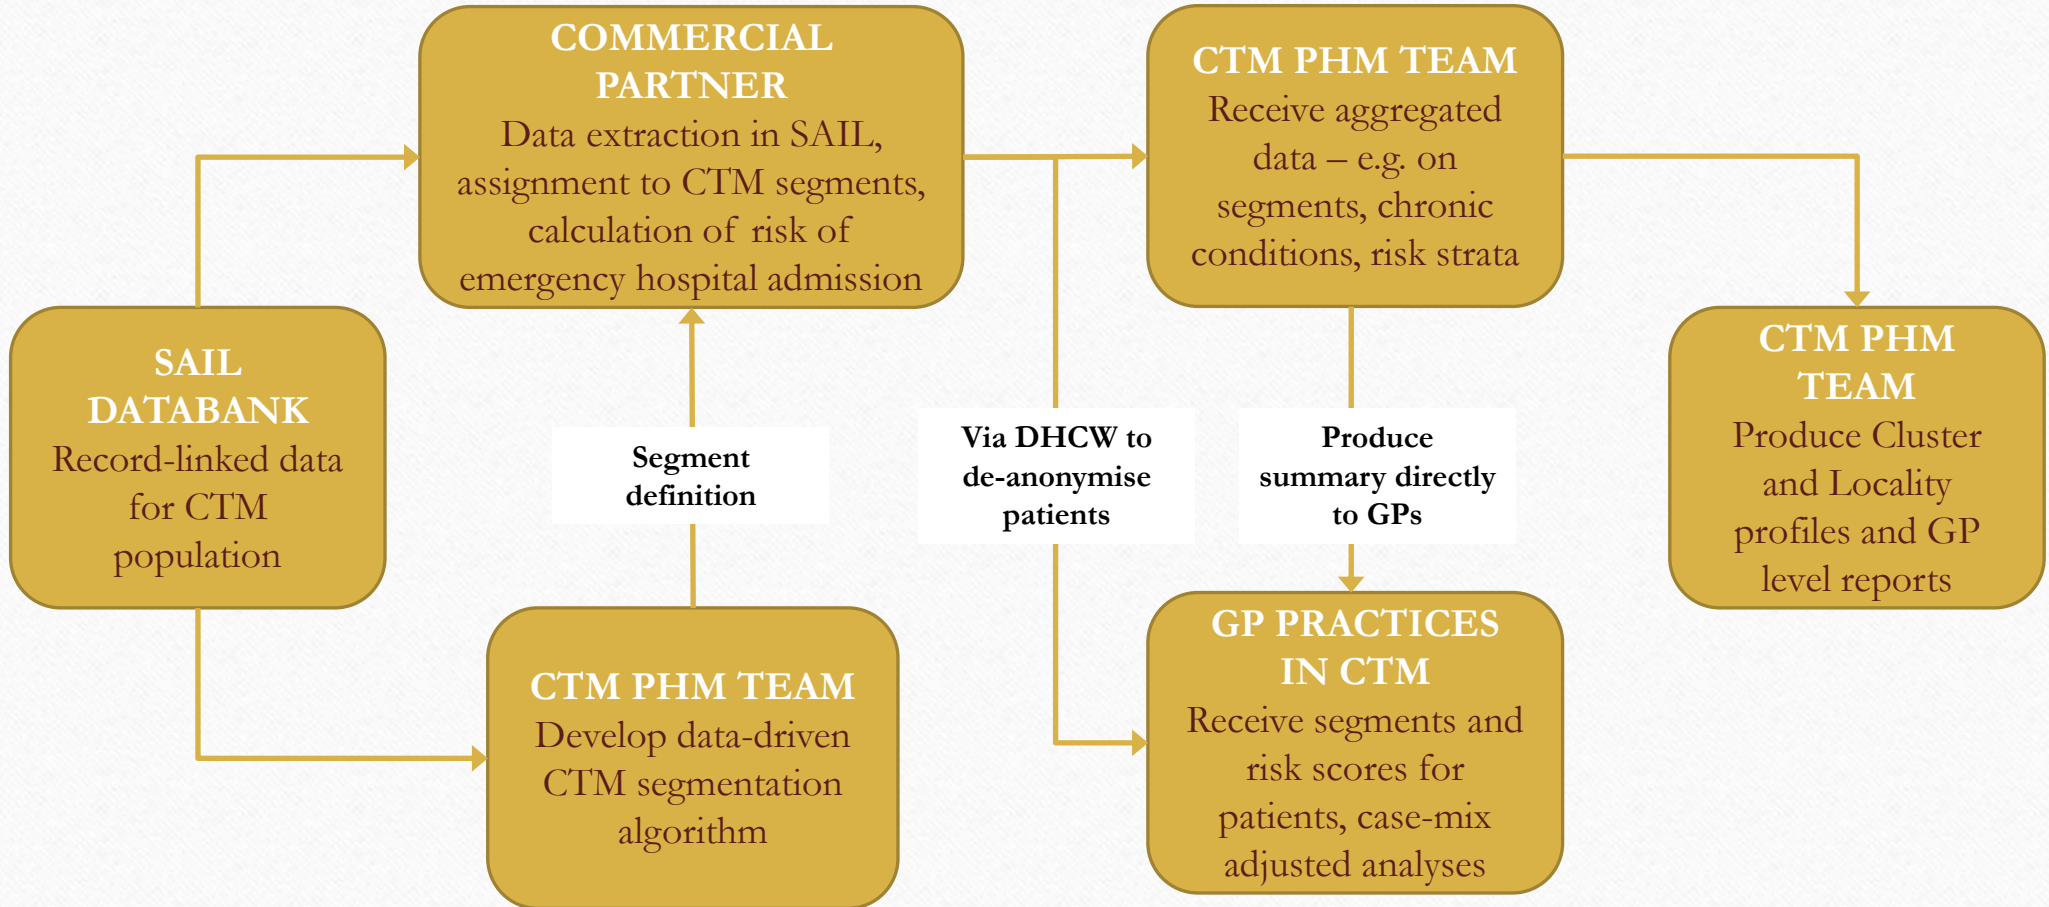 COMMERCIAL
PARTNER
Data extraction in SAIL,
assignment to CTM segments,
calculation of risk of
emergency hospital admission
CTM PHM TEAM
Receive aggregated
data – e.g. on
segments, chronic
conditions, risk strata
SAIL
DATABANK
Record-linked data
for CTM
population
CTM PHM
TEAM
Produce Cluster
and Locality
profiles and GP
level reports
Segment
definition
Via DHCW to
de-anonymise
patients
Produce
summary directly
to GPs
CTM PHM TEAM
Develop data-driven
CTM segmentation
algorithm
GP PRACTICES
IN CTM
Receive segments and
risk scores for
patients, case-mix
adjusted analyses